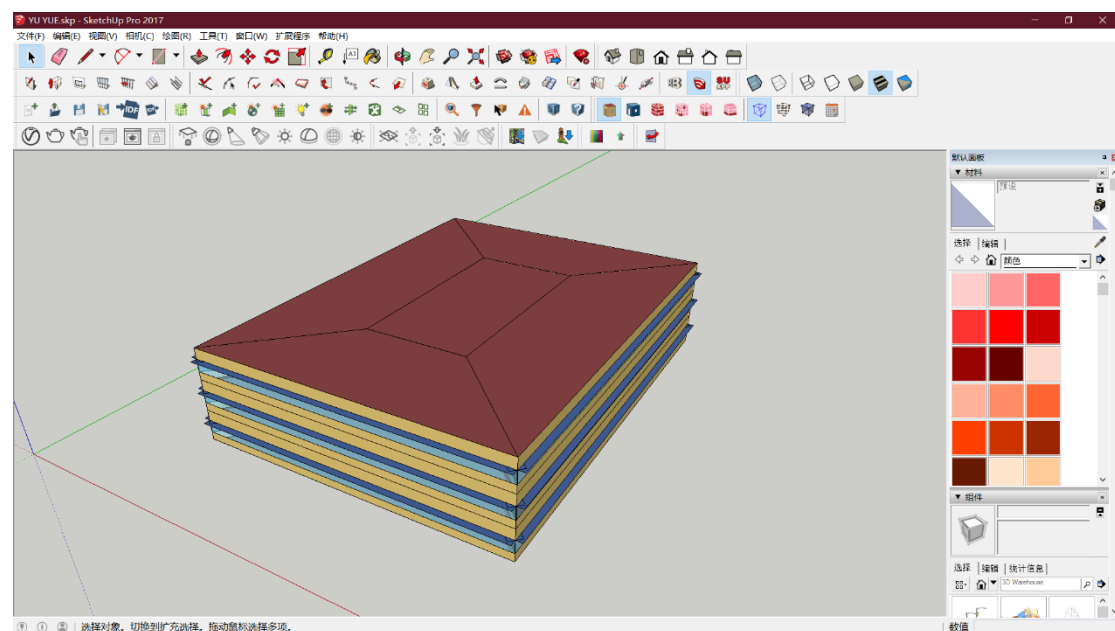 YU YUE.skp - SketchUp Pro 2017
文件(F) 编辑(E) 视图(V) 相机(C) 绘图(R) 工具(T) 窗口(W) 扩展程序 帮助(H)
A1
IDF
默认面板
▼ 材料
预设
选择 编辑
颜色
▼ 组件
选择 编辑 统计信息
3D Warehouse
选择对象。切换到扩充选择。拖动鼠标选择多项。
数值